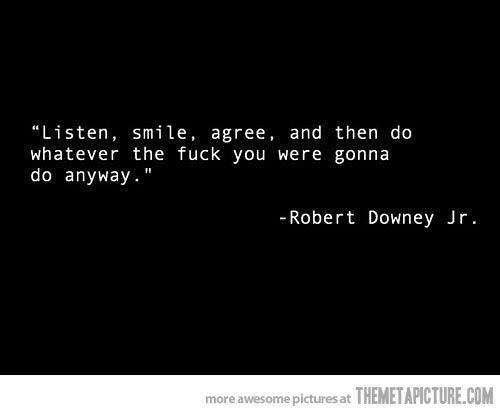 “Listen, smile, agree, and then do
whatever the fuck you were gonna
do anyway."
-Robert Downey Jr.
more awesome pictures at THEMETAPICTURE.COM